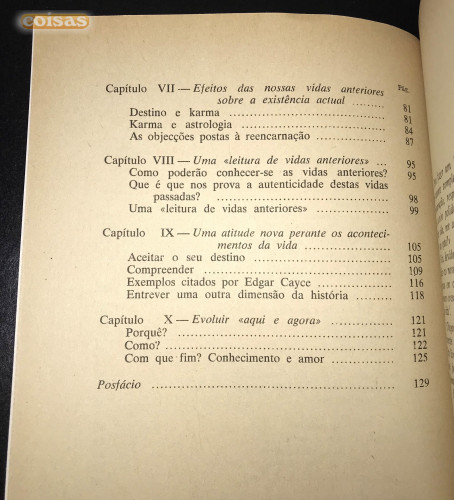 coisas
Pág.
Capítulo VII — Efeitos das nossas vidas anteriores
sobre a existência actual ......... 81
Destino e karma ........................ 81
Karma e astrologia ..................... 84
As objecções postas à reencarnação ..... 87
Capítulo VIII — Uma «leitura de vidas anteriores» ... 95
Como poderão conhecer-se as vidas anteriores? 95
Que é que nos prova a autenticidade destas vidas
passadas? .............................. 98
Uma «leitura de vidas anteriores» ...... 99
Capítulo IX — Uma atitude nova perante os aconteci-
mentos da vida ..................... 105
Aceitar o seu destino .................. 105
Compreender ............................ 109
Exemplos citados por Edgar Cayce ....... 116
Entrever uma outra dimensão da história 118
Capítulo X — Evoluir «aqui e agora» ........... 121
Porquê? ................................ 121
Como? .................................. 122
Com que fim? Conhecimento e amor ....... 125
Posfácio ............................... 129